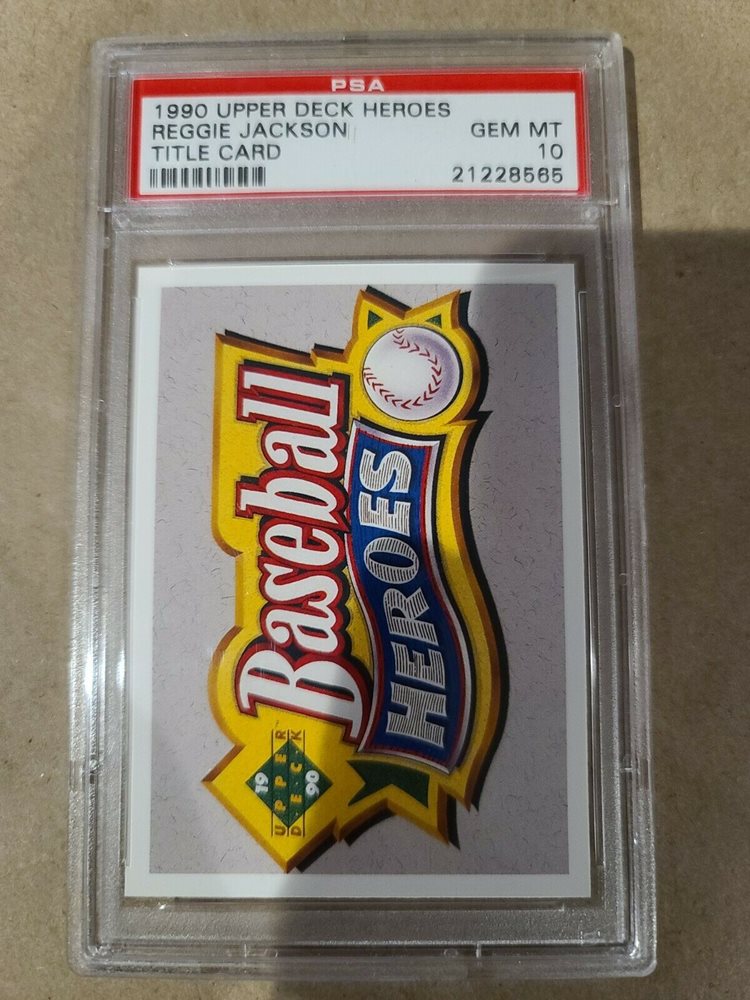 PSA
1990 UPPER DECK HEROES
REGGIE JACKSON GEM MT
TITLE CARD 10
21228565
Baseball
HEROES
19 90
UPPER
DECK